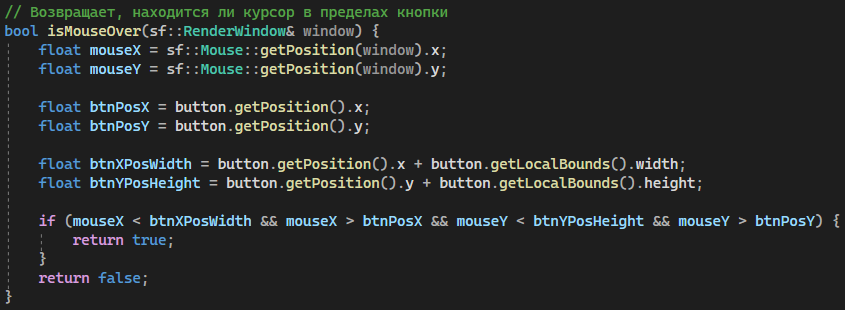 // Возвращает, находится ли курсор в пределах кнопки
bool isMouseOver(sf::RenderWindow& window) {
float mouseX = sf::Mouse::getPosition(window).x;
float mouseY = sf::Mouse::getPosition(window).y;
float btnPosX = button.getPosition().x;
float btnPosY = button.getPosition().y;
float btnXPosWidth = button.getPosition().x + button.getLocalBounds().width;
float btnYPosHeight = button.getPosition().y + button.getLocalBounds().height;
if (mouseX < btnXPosWidth && mouseX > btnPosX && mouseY < btnYPosHeight && mouseY > btnPosY) {
return true;
}
return false;
}